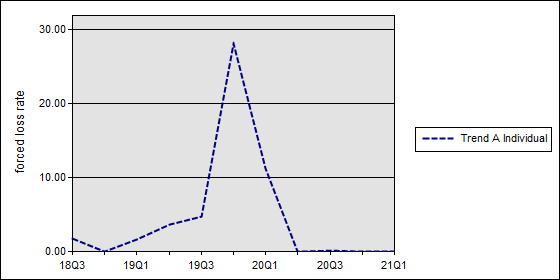 30.00
20.00
10.00
0.00
forced loss rate
18Q3 19Q1 19Q3 20Q1 20Q3 21Q1
Trend A Individual